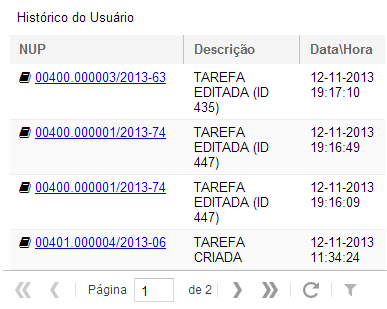 Histórico do Usuário
NUP Descrição Data\Hora
00400.000003/2013-63 TAREFA 12-11-2013
EDITADA (ID 19:17:10
435)
00400.000001/2013-74 TAREFA 12-11-2013
EDITADA (ID 19:16:49
447)
00400.000001/2013-74 TAREFA 12-11-2013
EDITADA (ID 19:16:09
447)
00401.000004/2013-06 TAREFA 12-11-2013
CRIADA 11:34:24
Página 1 de 2